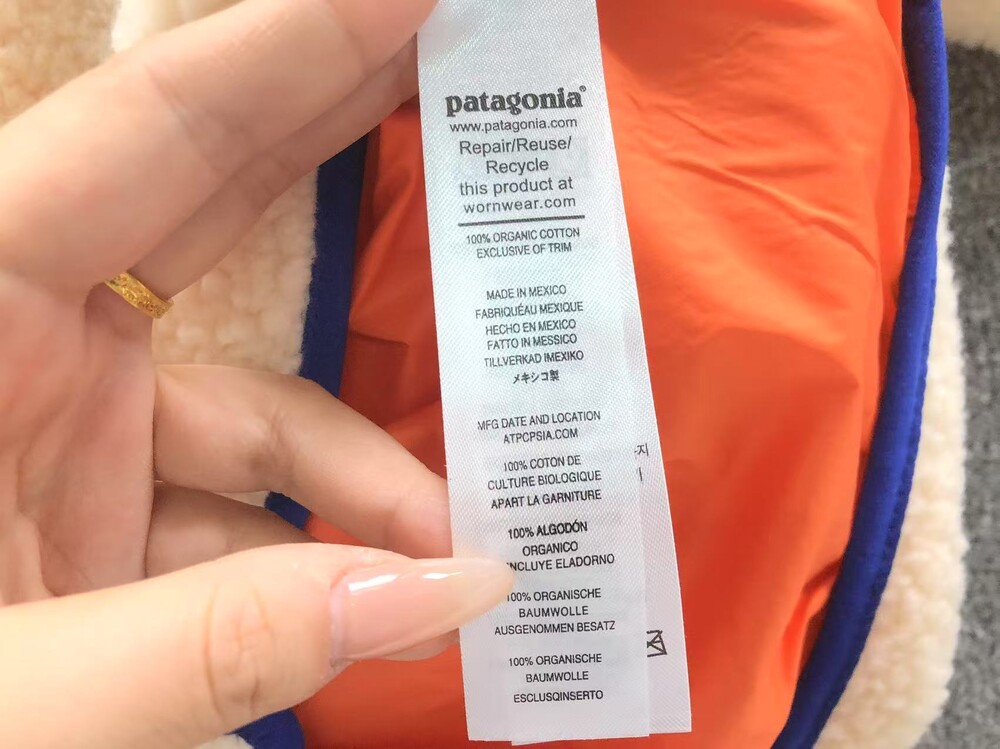 patagonia®
www.patagonia.com
Repair/Reuse/
Recycle
this product at
wornwear.com
100% ORGANIC COTTON
EXCLUSIVE OF TRIM
MADE IN MEXICO
FABRIQUÉAU MEXIQUE
HECHO EN MEXICO
FATTO IN MESSICO
TILLVERKAD IMEXIKO
メキシコ製
MFG DATE AND LOCATION
ATPCPSIA.COM
100% COTON DE
CULTURE BIOLOGIQUE
APART LA GARNITURE
100% ALGODÓN
ORGANICO
INCLUYE ELADORNO
100% ORGANISCHE
BAUMWOLLE
AUSGENOMMEN BESATZ
100% ORGANISCHE
BAUMWOLLE
ESCLUSQINSERTO